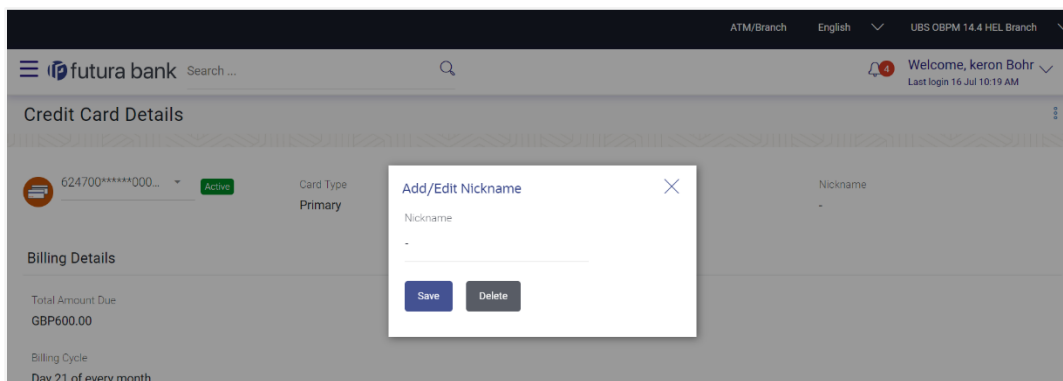 ATM/Branch English UBS OBPM 14.4 HEL Branch
futura bank Search ... 4 Welcome, keron Bohr
Last login 16 Jul 10:19 AM
Credit Card Details
624700******000... Active Card Type Nickname
Primary -
Add/Edit Nickname
Nickname
-
Save Delete
Billing Details
Total Amount Due
GBP600.00
Billing Cycle
Day 21 of every month